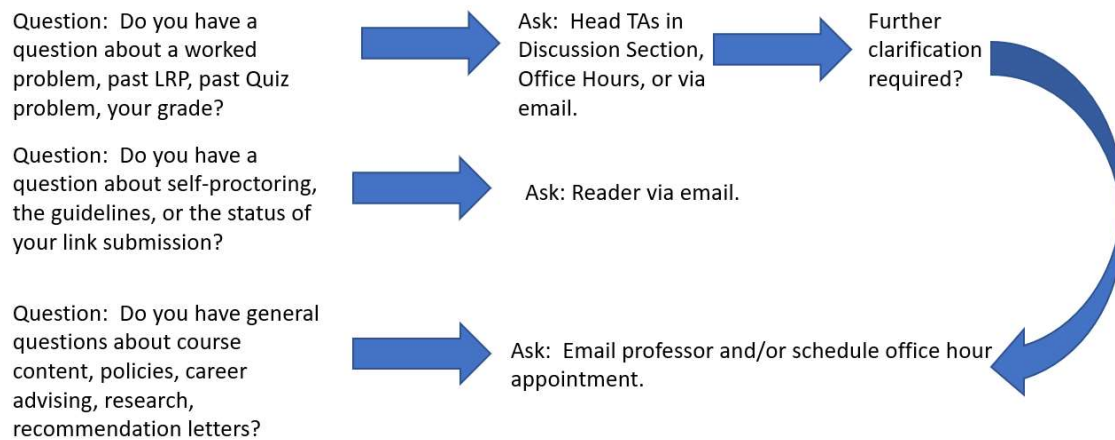 Question: Do you have a
question about a worked
problem, past LRP, past Quiz
problem, your grade?
Ask: Head TAs in
Discussion Section,
Office Hours, or via
email.
Further
clarification
required?
Question: Do you have a
question about self-proctoring,
the guidelines, or the status of
your link submission?
Ask: Reader via email.
Question: Do you have general
questions about course
content, policies, career
advising, research,
recommendation letters?
Ask: Email professor and/or schedule office hour
appointment.